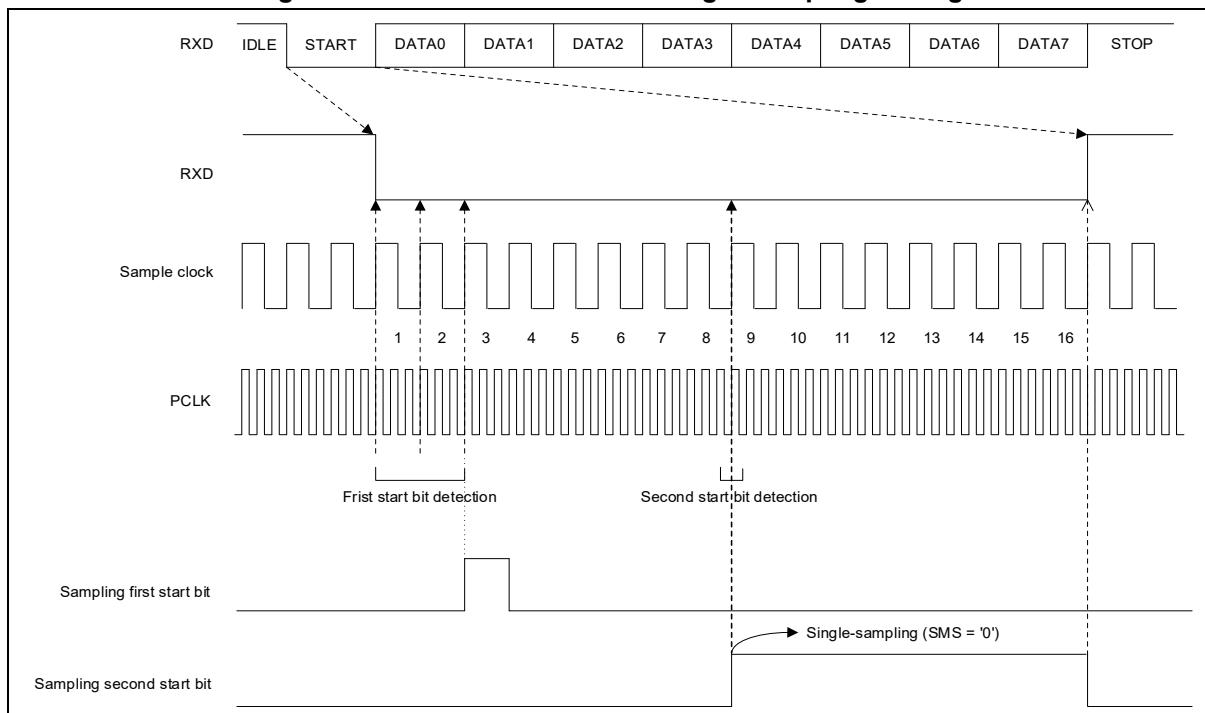 RXD IDLE START DATA0 DATA1 DATA2 DATA3 DATA4 DATA5 DATA6 DATA7 STOP
RXD
Sample clock
1 2 3 4 5 6 7 8 9 10 11 12 13 14 15 16
PCLK
Frist start bit detection Second start bit detection
Sampling first start bit
Single-sampling (SMS = '0')
Sampling second start bit